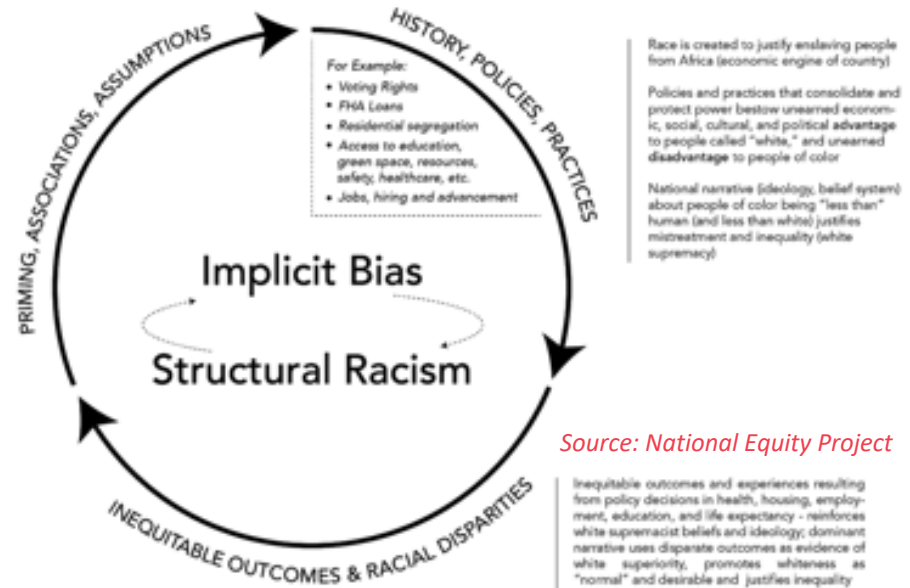 PRIMING, ASSOCIATIONS, ASSUMPTIONS
HISTORY, POLICIES, PRACTICES
For Example:
• Voting Rights
• FHA Loans
• Residential segregation
• Access to education,
green space, resources,
safety, healthcare, etc.
• Jobs, hiring and advancement
Race is created to justify enslaving people
from Africa (economic engine of country)
Policies and practices that consolidate and
protect power bestow unearned econom-
ic, social, cultural, and political advantage
to people called "white," and unearned
disadvantage to people of color
National narrative (ideology, belief system)
about people of color being "less than"
human (and less than white) justifies
mistreatment and inequality (white
supremacy)
Implicit Bias
Structural Racism
Source: National Equity Project
INEQUITABLE OUTCOMES & RACIAL DISPARITIES
Inequitable outcomes and experiences resulting
from policy decisions in health, housing, employ-
ment, education, and life expectancy - reinforces
white supremacist beliefs and ideology; dominant
narrative uses disparate outcomes as evidence of
white superiority, promotes whiteness as
"normal" and desirable and justifies inequality